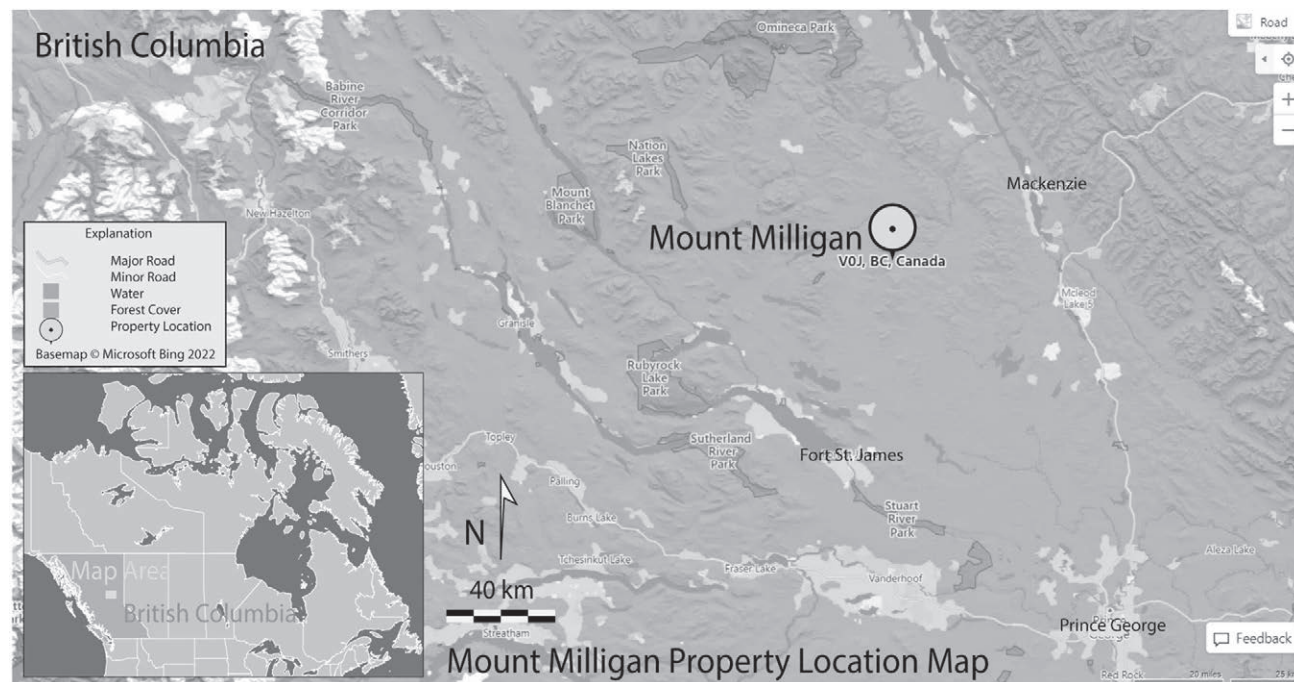 British Columbia
Omineca Park
Road
Babine
River
Corridor
Park
Nation
Lakes
Park
Mackenzie
Mount
Blanchet
Park
New Hazelton
Mount Milligan
V0J, BC, Canada
Explanation
Major Road
Minor Road
Water
Forest Cover
Property Location
Basemap © Microsoft Bing 2022
Mcleod
Lake
Granisle
Smithers
Rubyrock
Lake
Park
Topley
Houston
Sutherland
River
Park
Fort St. James
Palling
Burns Lake
Stuart
River
Park
N
Tchesinkut Lake
Fraser Lake
Vanderhoof
Aleza Lake
Map Area
British Columbia
40 km
Streatham
Prince George
Feedback
Mount Milligan Property Location Map
Red Rock
20 miles
25 k